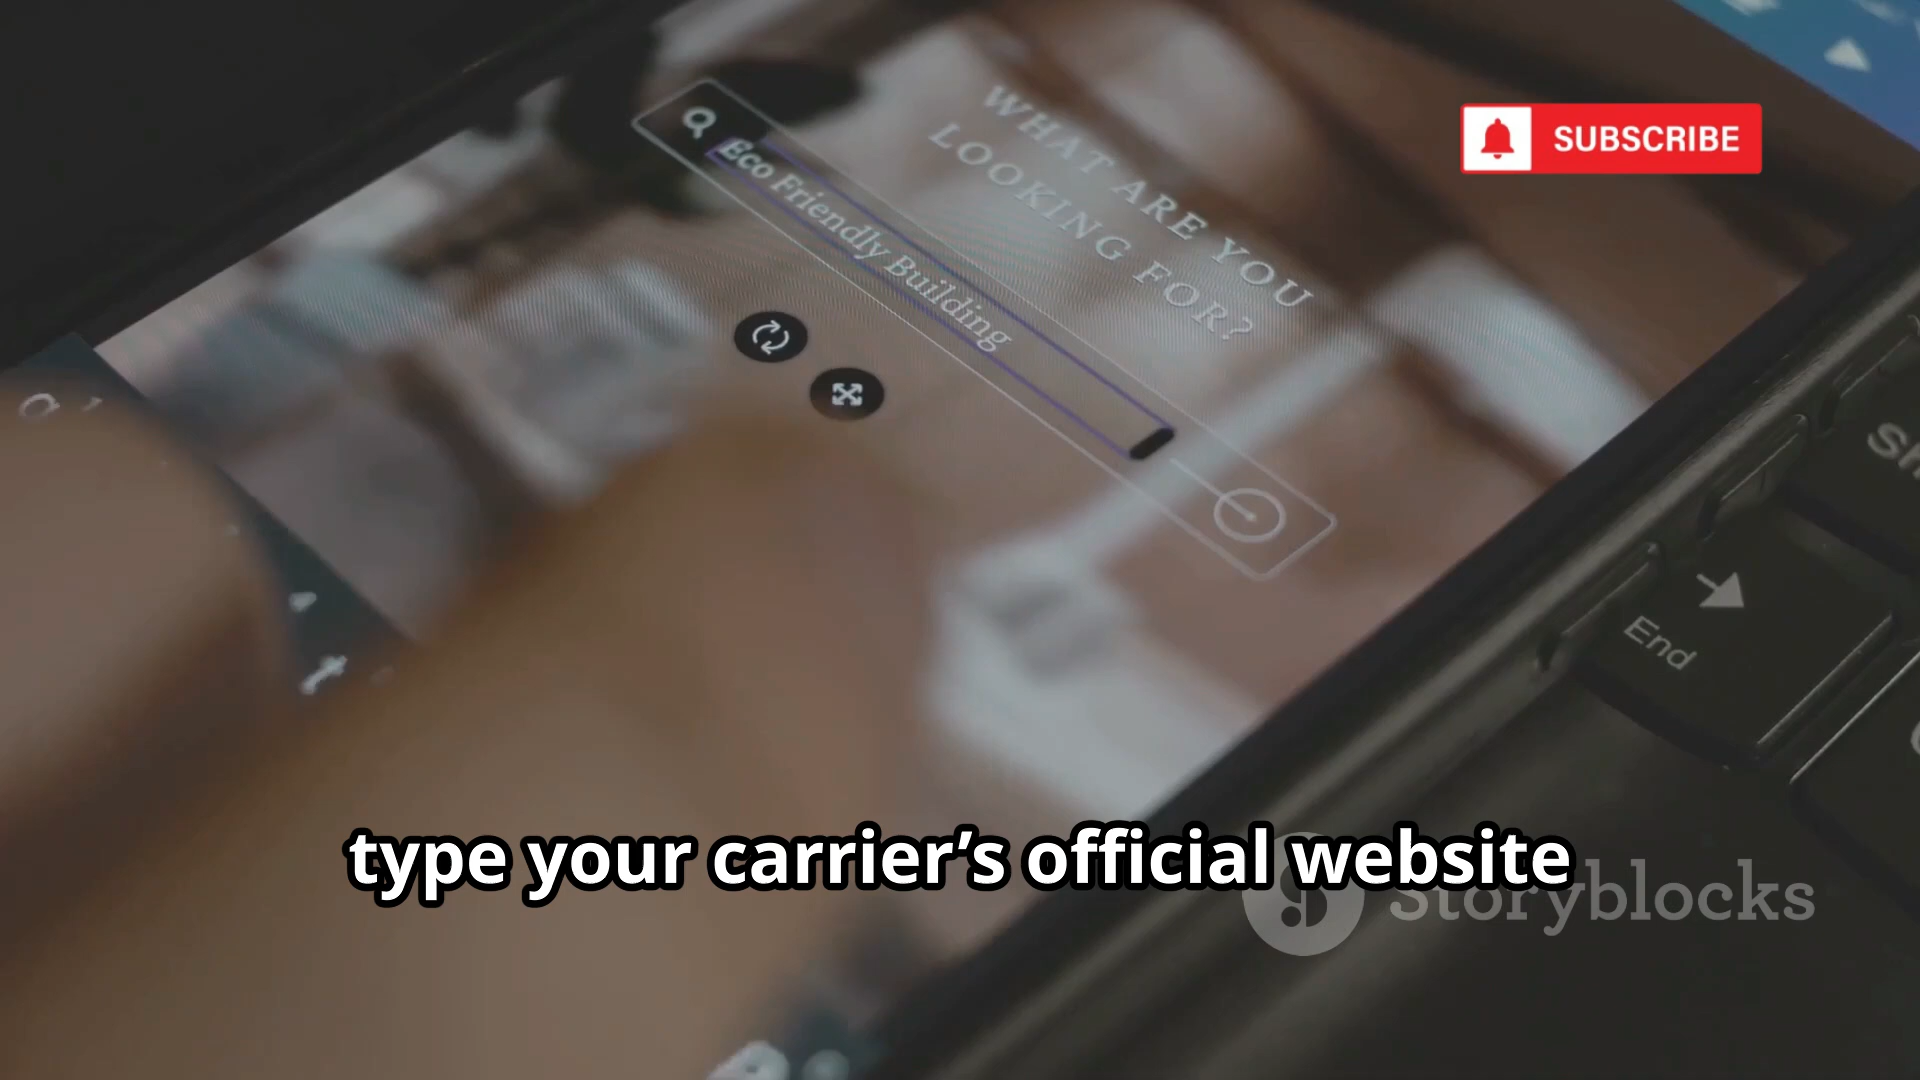 SUBSCRIBE
WHAT ARE YOU
LOOKING FOR?
Eco Friendly Building
End
type your carrier’s official website
Storyblocks